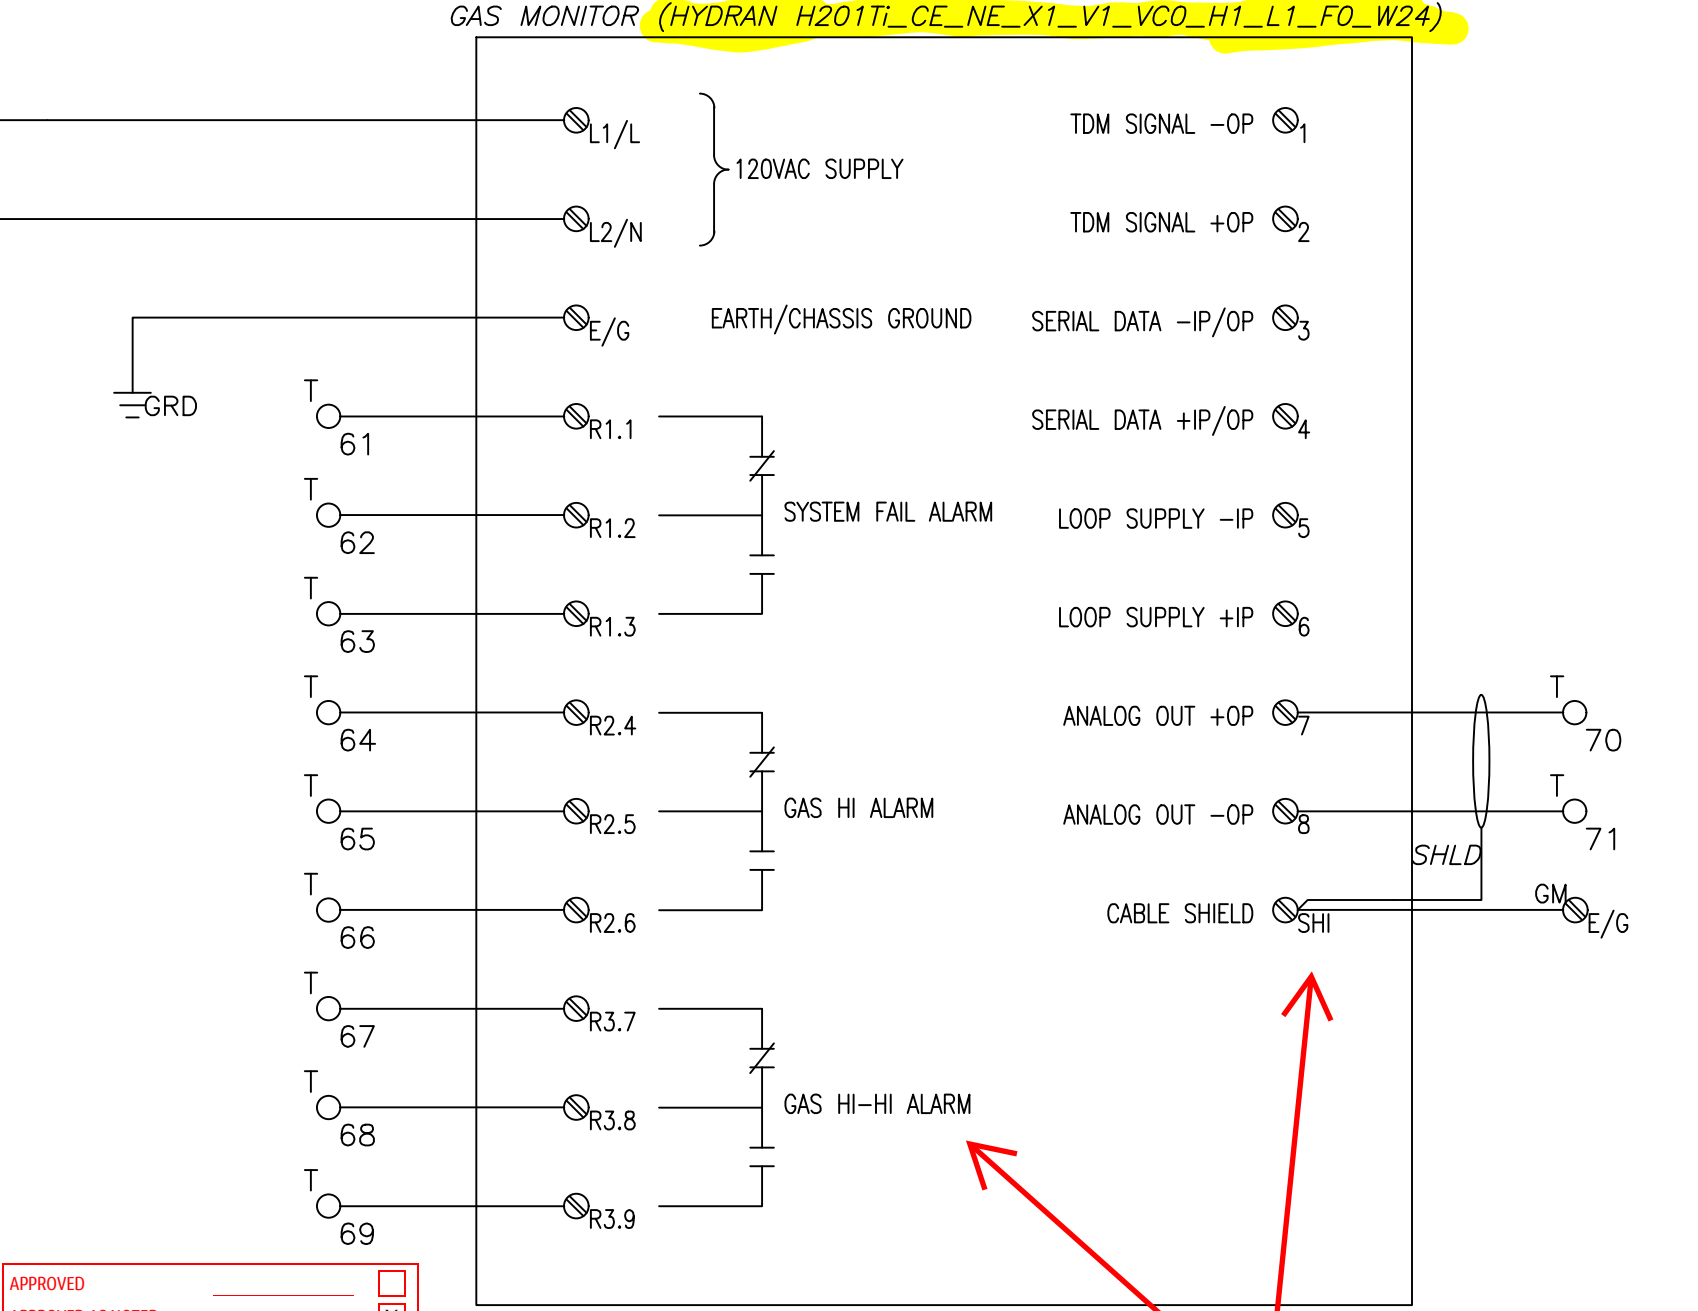 GAS MONITOR (HYDRAN H201Ti_CE_NE_X1_V1_VCO_H1_L1_F0_W24)
L1/L
120VAC SUPPLY
L2/N
E/G
EARTH/CHASSIS GROUND
GRD
T
61
R1.1
T
62
R1.2
SYSTEM FAIL ALARM
T
63
R1.3
T
64
R2.4
T
65
R2.5
GAS HI ALARM
T
66
R2.6
T
67
R3.7
T
68
R3.8
GAS HI-HI ALARM
T
69
R3.9
TDM SIGNAL -OP
1
TDM SIGNAL +OP
2
SERIAL DATA -IP/OP
3
SERIAL DATA +IP/OP
4
LOOP SUPPLY -IP
5
LOOP SUPPLY +IP
6
ANALOG OUT +OP
7
T
70
ANALOG OUT -OP
8
T
71
SHLD
CABLE SHIELD
SHI
GM
E/G
APPROVED